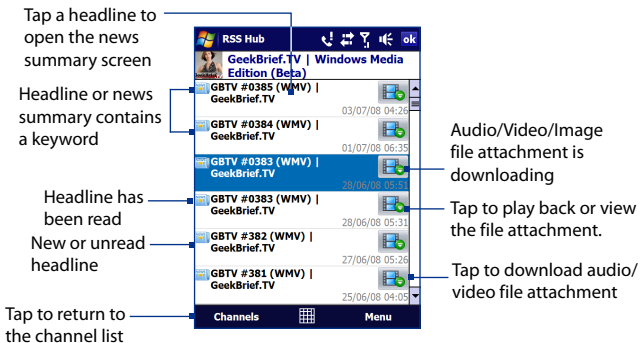 Tap a headline to
open the news
summary screen
Headline or news
summary contains
a keyword
Headline has
been read
New or unread
headline
Tap to return to
the channel list
RSS Hub
ok
GeekBrief.TV | Windows Media
Edition (Beta)
GBTV #0385 (WMV) |
GeekBrief.TV
03/07/08 04:26
GBTV #0384 (WMV) |
GeekBrief.TV
01/07/08 06:35
GBTV #0383 (WMV) |
GeekBrief.TV
28/06/08 05:51
GBTV #0383 (WMV) |
GeekBrief.TV
28/06/08 05:31
GBTV #382 (WMV) |
GeekBrief.TV
27/06/08 05:26
GBTV #381 (WMV) |
GeekBrief.TV
25/06/08 04:05
Channels
Menu
Audio/Video/Image
file attachment is
downloading
Tap to play back or view
the file attachment.
Tap to download audio/
video file attachment